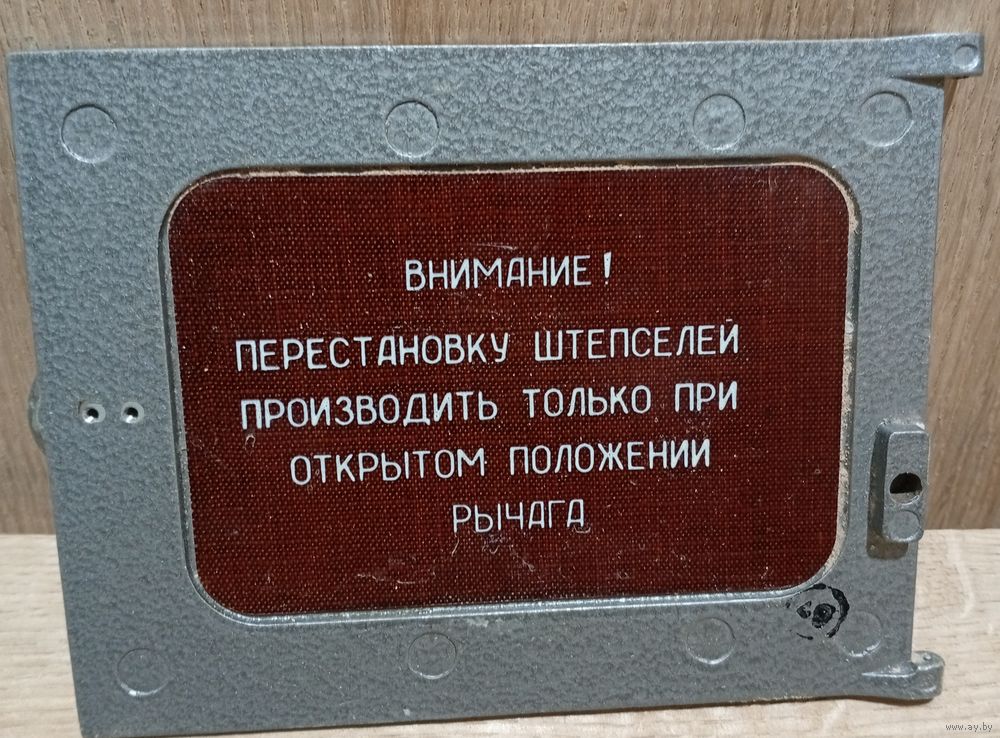 ВНИМАНИЕ!
ПЕРЕСТАНОВКУ ШТЕПСЕЛЕЙ
ПРОИЗВОДИТЬ ТОЛЬКО ПРИ
ОТКРЫТОМ ПОЛОЖЕНИИ
РЫЧАГА
www.ay.by